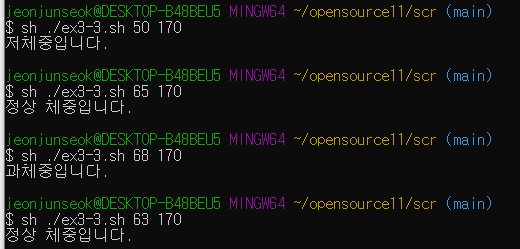 jeonjunseok@DESKTOP-B48BEU5 MINGW64 ~/opensource11/scr (main)
$ sh ./ex3-3.sh 50 170
저체중입니다.
jeonjunseok@DESKTOP-B48BEU5 MINGW64 ~/opensource11/scr (main)
$ sh ./ex3-3.sh 65 170
정상 체중입니다.
jeonjunseok@DESKTOP-B48BEU5 MINGW64 ~/opensource11/scr (main)
$ sh ./ex3-3.sh 68 170
과체중입니다.
jeonjunseok@DESKTOP-B48BEU5 MINGW64 ~/opensource11/scr (main)
$ sh ./ex3-3.sh 63 170
정상 체중입니다.